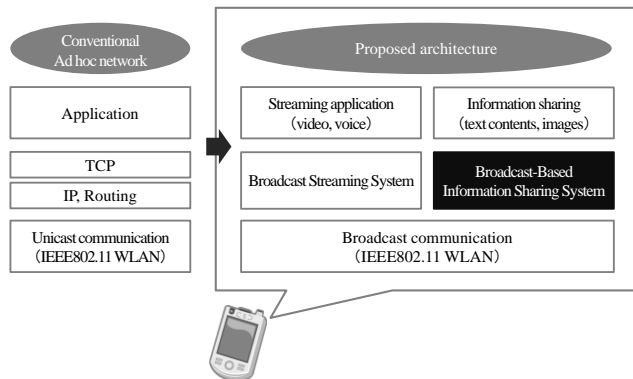 Conventional
Ad hoc network
Application
TCP
IP, Routing
Unicast communication
(IEEE802.11 WLAN)
Proposed architecture
Streaming application
(video, voice)
Information sharing
(text contents, images)
Broadcast Streaming System
Broadcast-Based
Information Sharing System
Broadcast communication
(IEEE802.11 WLAN)